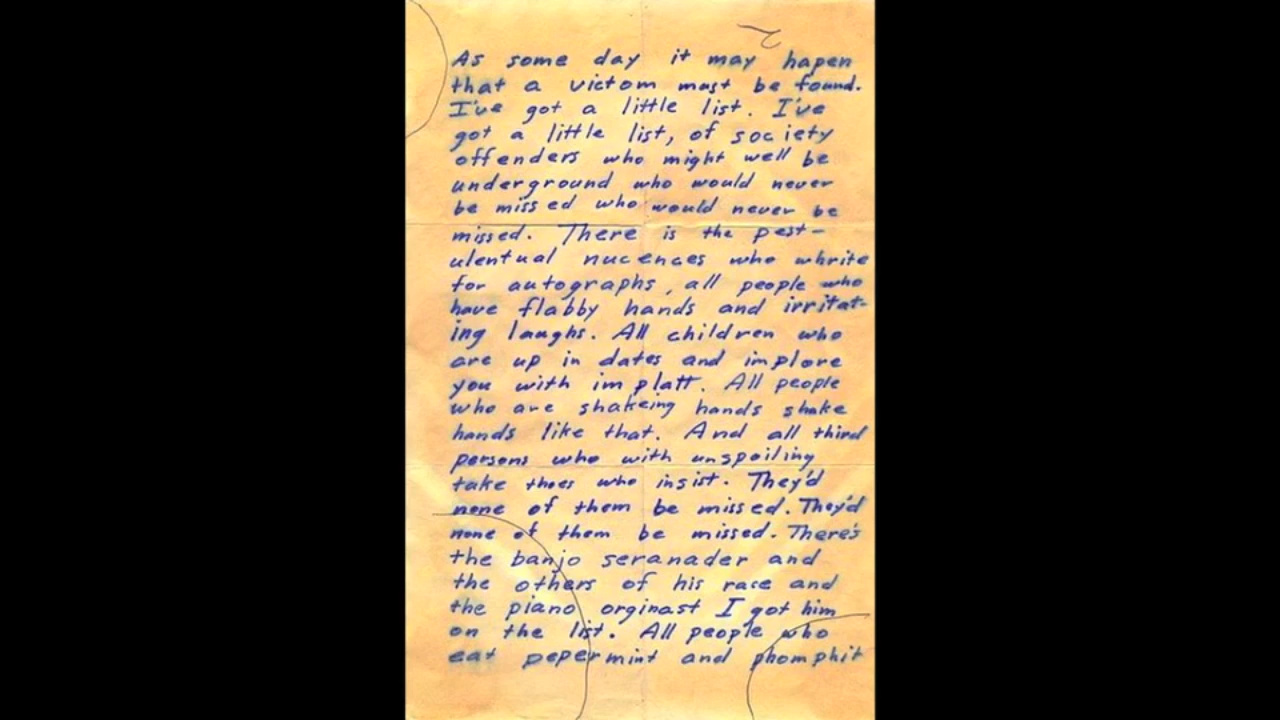 As some day it may hapen
that a victom must be found.
I've got a little list. I've
got a little list, of society
offenders who might well be
underground who would never
be missed who would never be
missed. There is the pest-
ulentual nucences who whrite
for autographs, all people who
have flabby hands and irritat-
ing laughs. All children who
are up in dates and implore
you with im platt. All people
who are shakeing hands shake
hands like that. And all third
persons who with unspoiling
take thoes who insist. They'd
none of them be missed. They'd
none of them be missed. There's
the banjo seranader and
the others of his race and
the piano orginast I got him
on the list. All people who
eat pepermint and phomphit